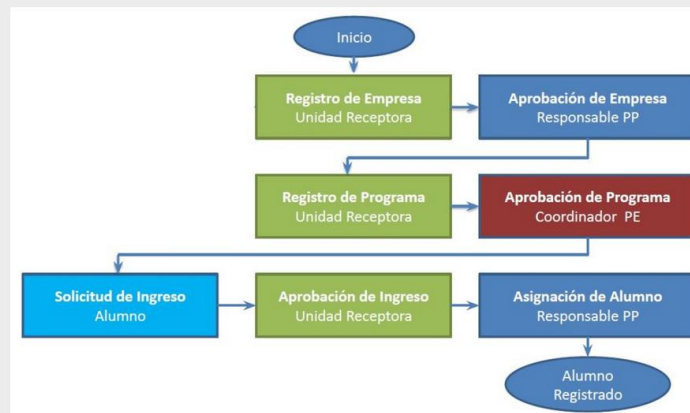 Inicio
Registro de Empresa
Unidad Receptora
Aprobación de Empresa
Responsable PP
Registro de Programa
Unidad Receptora
Aprobación de Programa
Coordinador PE
Solicitud de Ingreso
Alumno
Aprobación de Ingreso
Unidad Receptora
Asignación de Alumno
Responsable PP
Alumno
Registrado